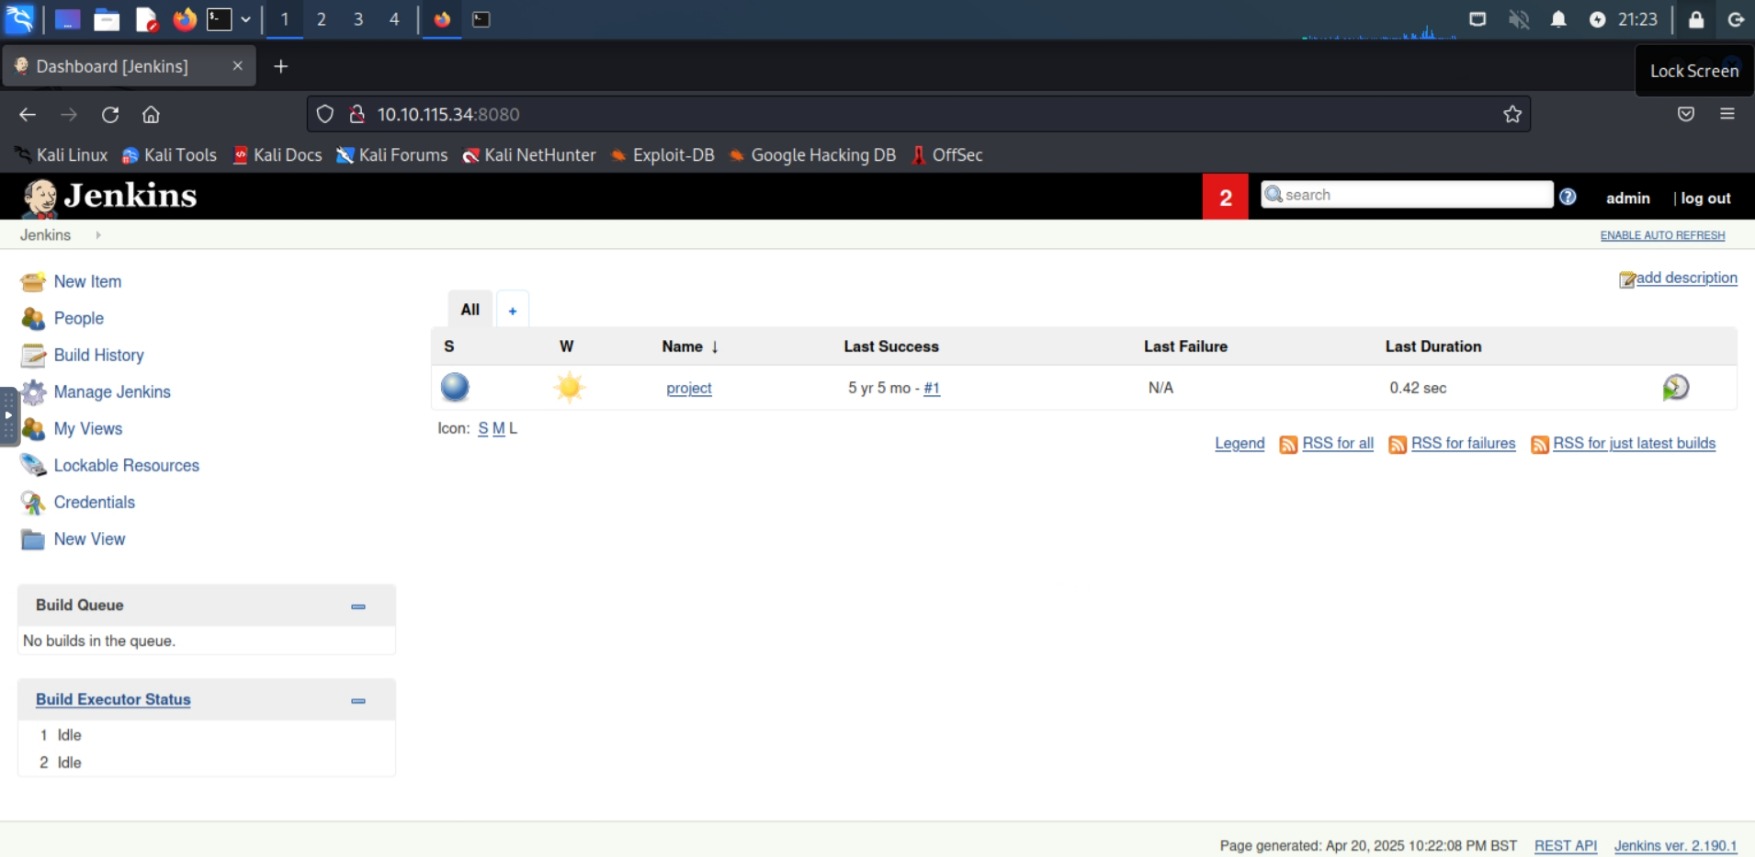 1 2 3 4 21:23
Dashboard [Jenkins]
Lock Screen
10.10.115.34:8080
Kali Linux Kali Tools Kali Docs Kali Forums Kali NetHunter Exploit-DB Google Hacking DB OffSec
Jenkins 2 search admin | log out
Jenkins ENABLE AUTO REFRESH
add description
New Item
People
Build History
Manage Jenkins
My Views
Lockable Resources
Credentials
New View
All +
S W Name ↓ Last Success Last Failure Last Duration
project 5 yr 5 mo - #1 N/A 0.42 sec
Icon: S M L
Legend RSS for all RSS for failures RSS for just latest builds
Build Queue
No builds in the queue.
Build Executor Status
1 Idle
2 Idle
Page generated: Apr 20, 2025 10:22:08 PM BST REST API Jenkins ver. 2.190.1